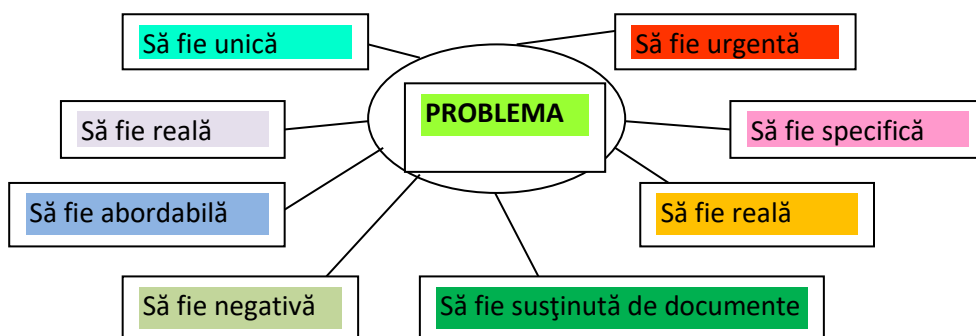 Să fie unică
Să fie urgentă
PROBLEMA
Să fie reală
Să fie specifică
Să fie abordabilă
Să fie reală
Să fie negativă
Să fie susţinută de documente